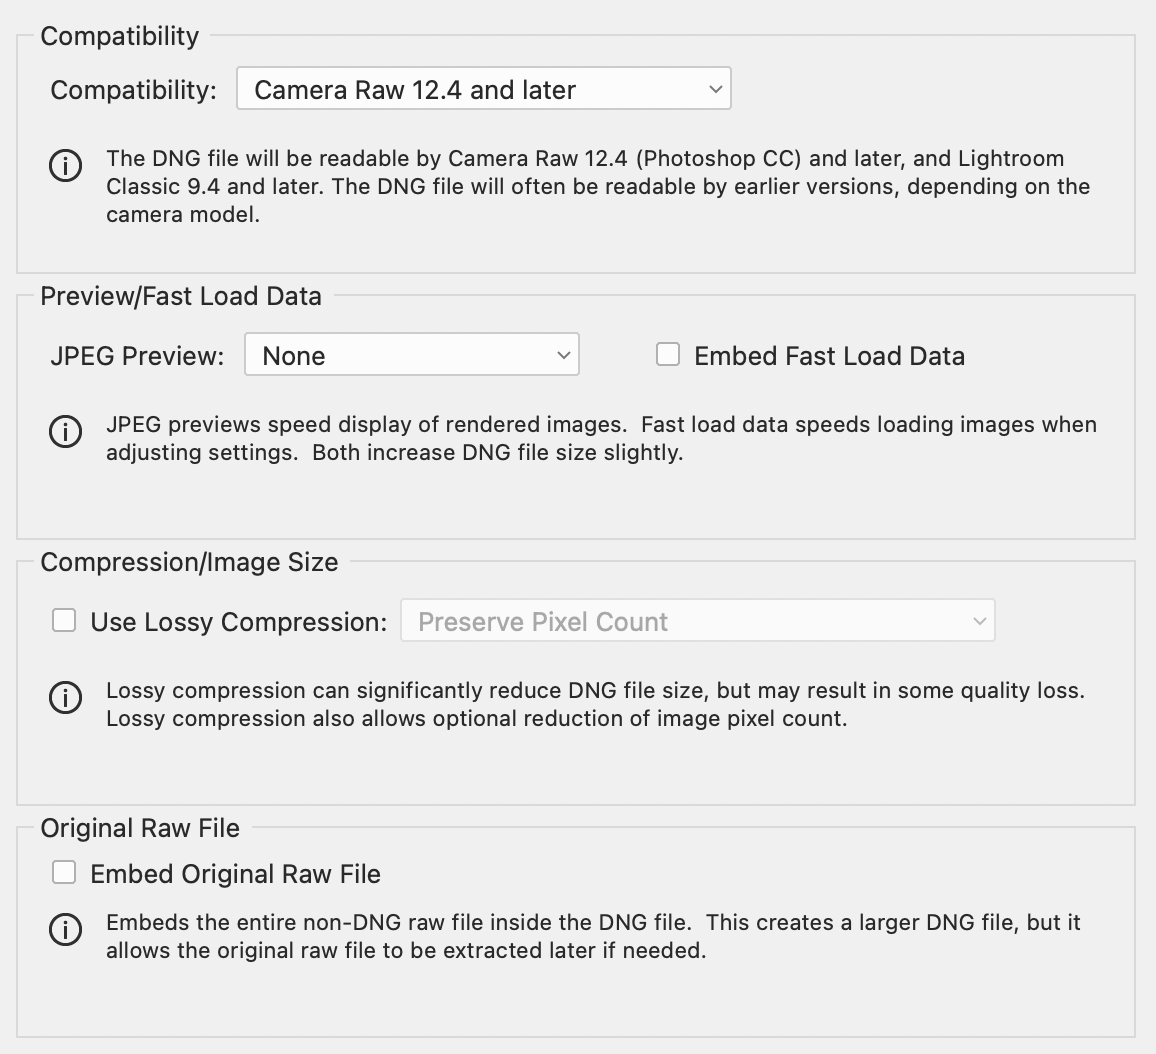 Compatibility
Compatibility: Camera Raw 12.4 and later
The DNG file will be readable by Camera Raw 12.4 (Photoshop CC) and later, and Lightroom
Classic 9.4 and later. The DNG file will often be readable by earlier versions, depending on the
camera model.
Preview/Fast Load Data
JPEG Preview: None Embed Fast Load Data
JPEG previews speed display of rendered images.  Fast load data speeds loading images when
adjusting settings.  Both increase DNG file size slightly.
Compression/Image Size
Use Lossy Compression: Preserve Pixel Count
Lossy compression can significantly reduce DNG file size, but may result in some quality loss.
Lossy compression also allows optional reduction of image pixel count.
Original Raw File
Embed Original Raw File
Embeds the entire non-DNG raw file inside the DNG file.  This creates a larger DNG file, but it
allows the original raw file to be extracted later if needed.